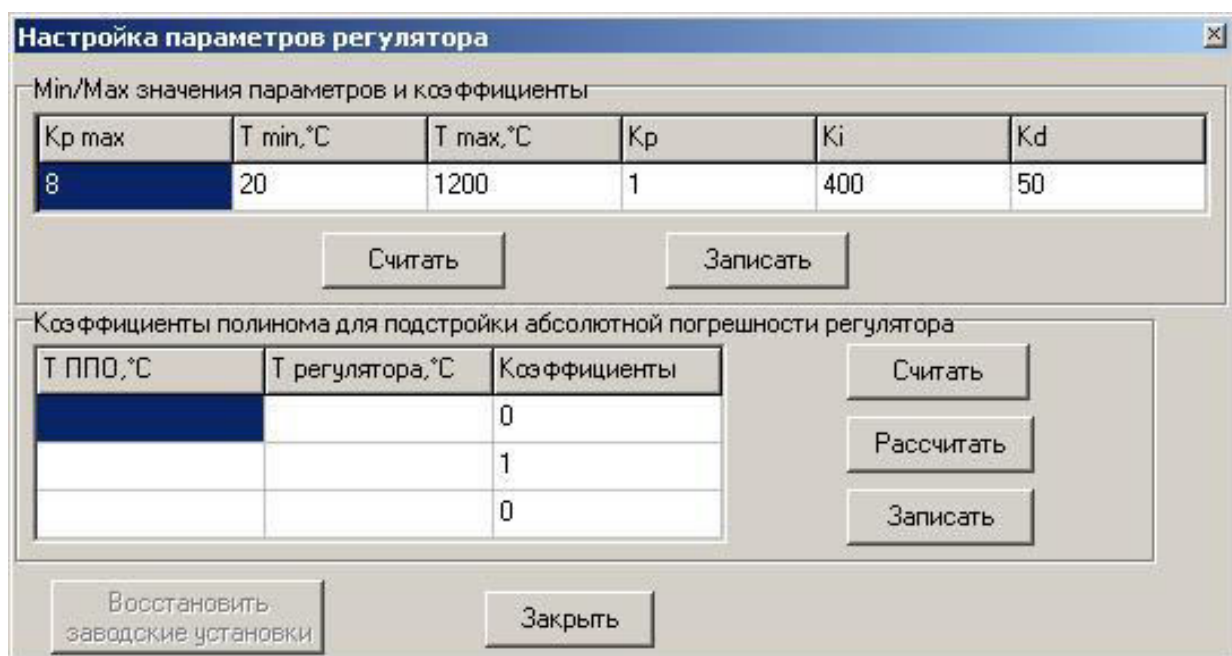 Настройка параметров регулятора
Min/Max значения параметров и коэффициенты
Kp max T min,°C T max,°C Kp Ki Kd
8 20 1200 1 400 50
Считать Записать
Коэффициенты полинома для подстройки абсолютной погрешности регулятора
Т ППО,°C Т регулятора,°C Коэффициенты
0
1
0
Считать
Рассчитать
Записать
Восстановить
заводские установки
Закрыть